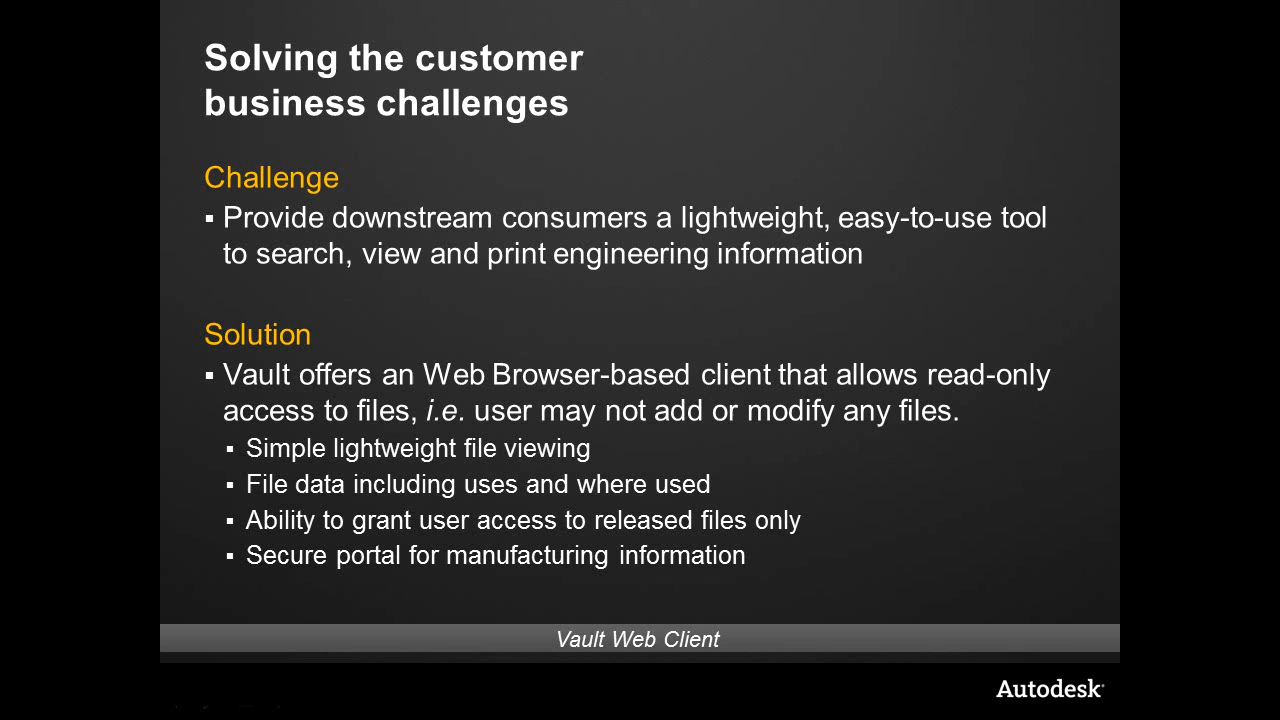 Solving the customer
business challenges
Challenge
▪ Provide downstream consumers a lightweight, easy-to-use tool
to search, view and print engineering information
Solution
▪ Vault offers an Web Browser-based client that allows read-only
access to files, i.e. user may not add or modify any files.
▪ Simple lightweight file viewing
▪ File data including uses and where used
▪ Ability to grant user access to released files only
▪ Secure portal for manufacturing information
Vault Web Client
Autodesk